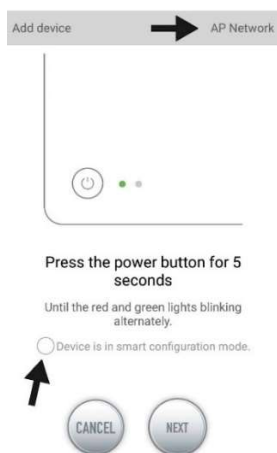 Add device AP Network
Press the power button for 5
seconds
Until the red and green lights blinking
alternately.
Device is in smart configuration mode.
CANCEL NEXT